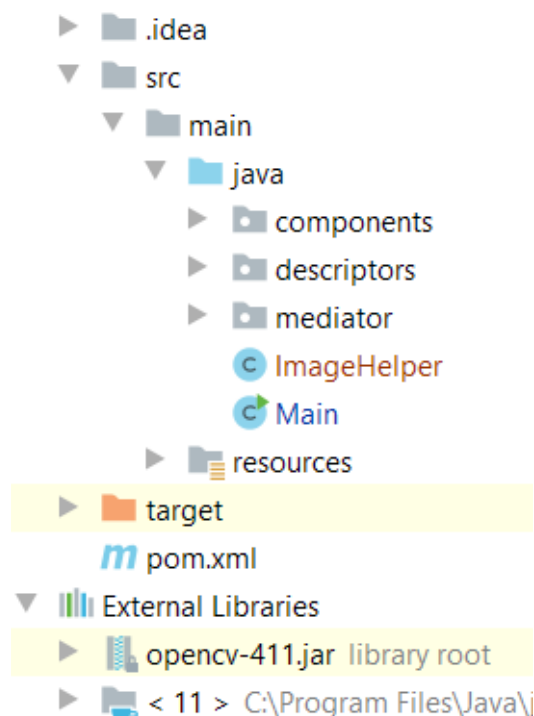 .idea
src
main
java
components
descriptors
mediator
C ImageHelper
C Main
resources
target
m pom.xml
External Libraries
opencv-411.jar library root
< 11 > C:\Program Files\Java\j